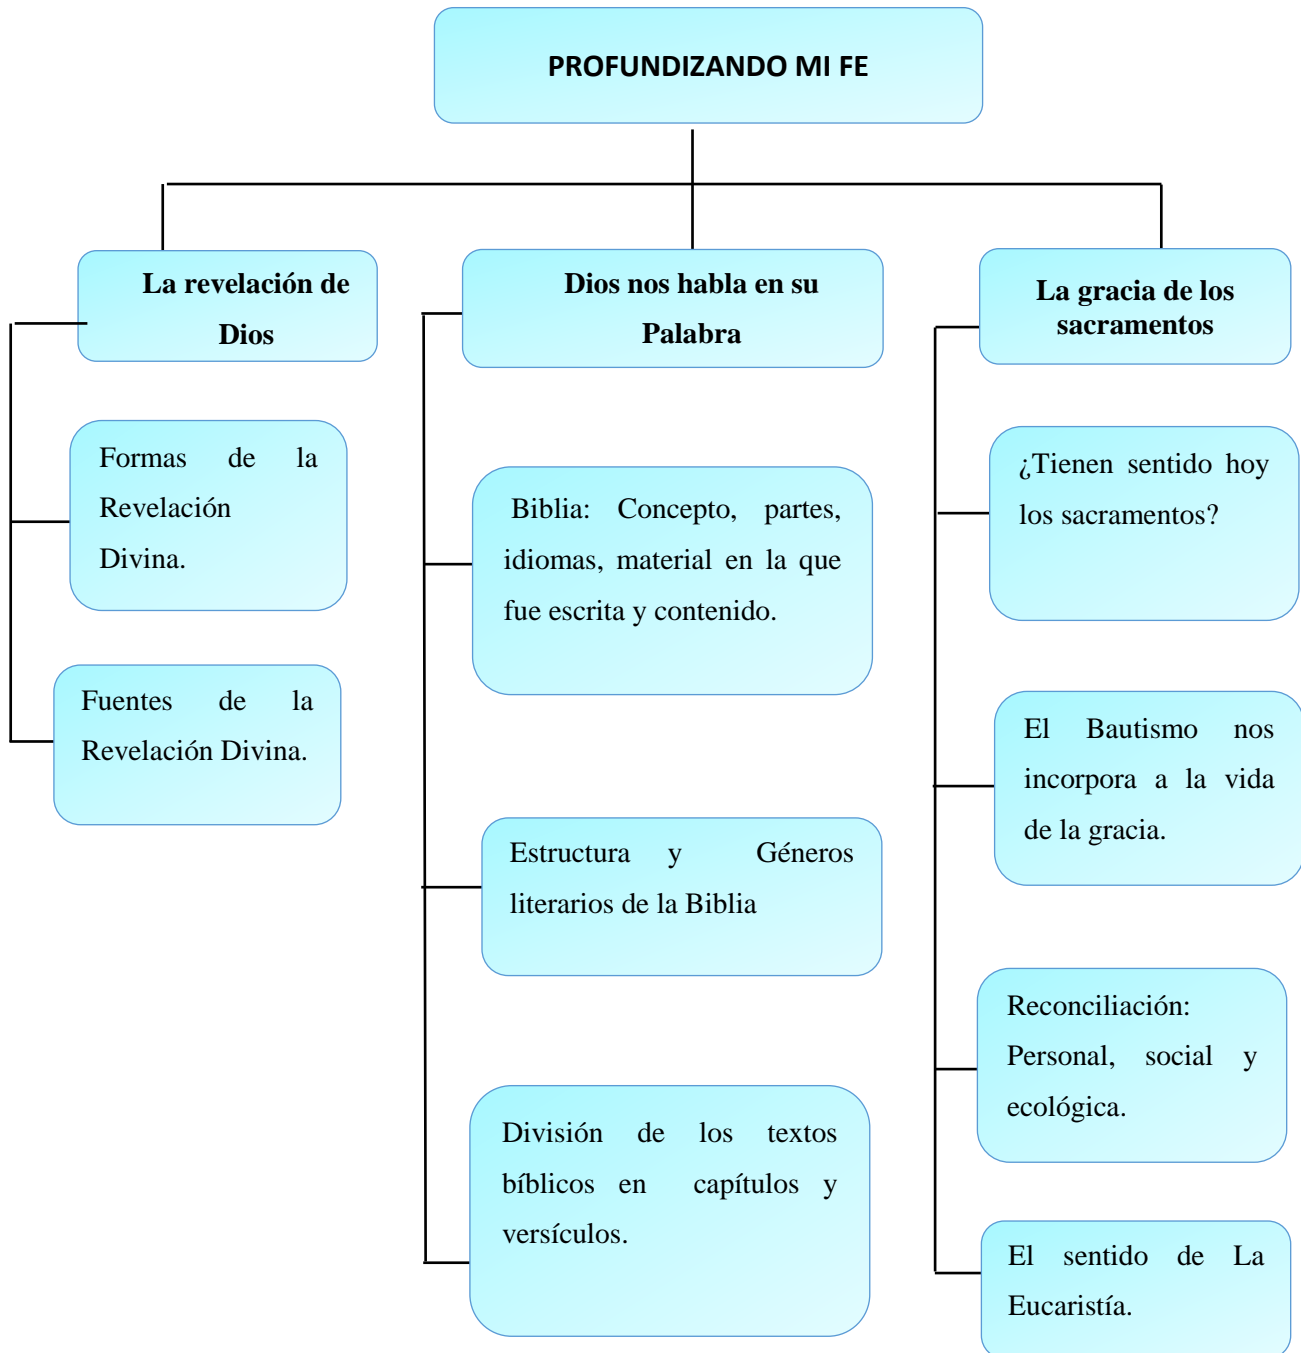 PROFUNDIZANDO MI FE
La revelación de
Dios
Formas de la
Revelación
Divina.
Fuentes de la
Revelación Divina.
Dios nos habla en su
Palabra
Biblia: Concepto, partes,
idiomas, material en la que
fue escrita y contenido.
Estructura y Géneros
literarios de la Biblia
División de los textos
bíblicos en capítulos y
versículos.
La gracia de los
sacramentos
¿Tienen sentido hoy
los sacramentos?
El Bautismo nos
incorpora a la vida
de la gracia.
Reconciliación:
Personal, social y
ecológica.
El sentido de La
Eucaristía.